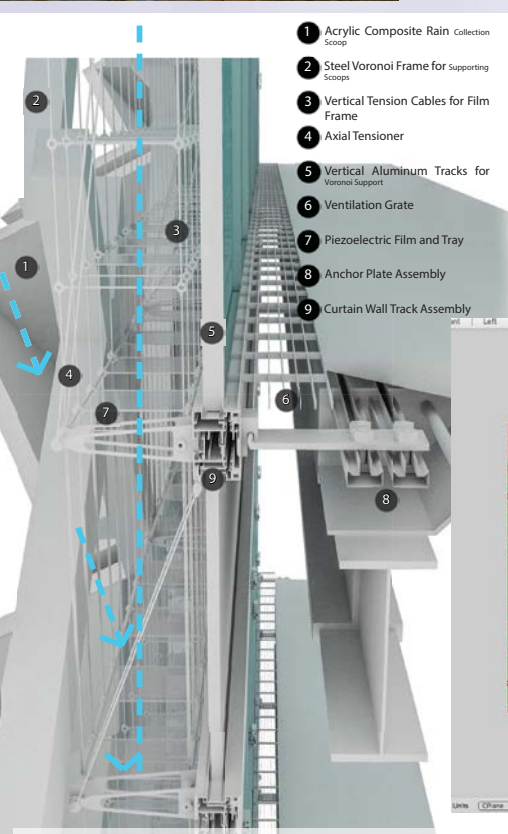 1 Acrylic Composite Rain Collection
Scoop
2 Steel Voronoi Frame for Supporting
Scoops
3 Vertical Tension Cables for Film
Frame
4 Axial Tensioner
5 Vertical Aluminum Tracks for
Voronoi Support
6 Ventilation Grate
7 Piezoelectric Film and Tray
8 Anchor Plate Assembly
9 Curtain Wall Track Assembly
Left
2
3
1
5
4
7
6
9
8
Units CPlane